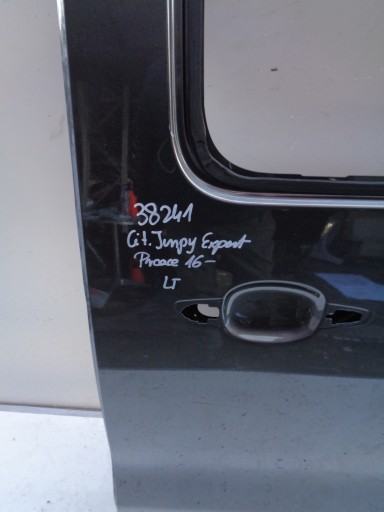 38241
Cit. Jumpy Expert
Proace 16-
LT